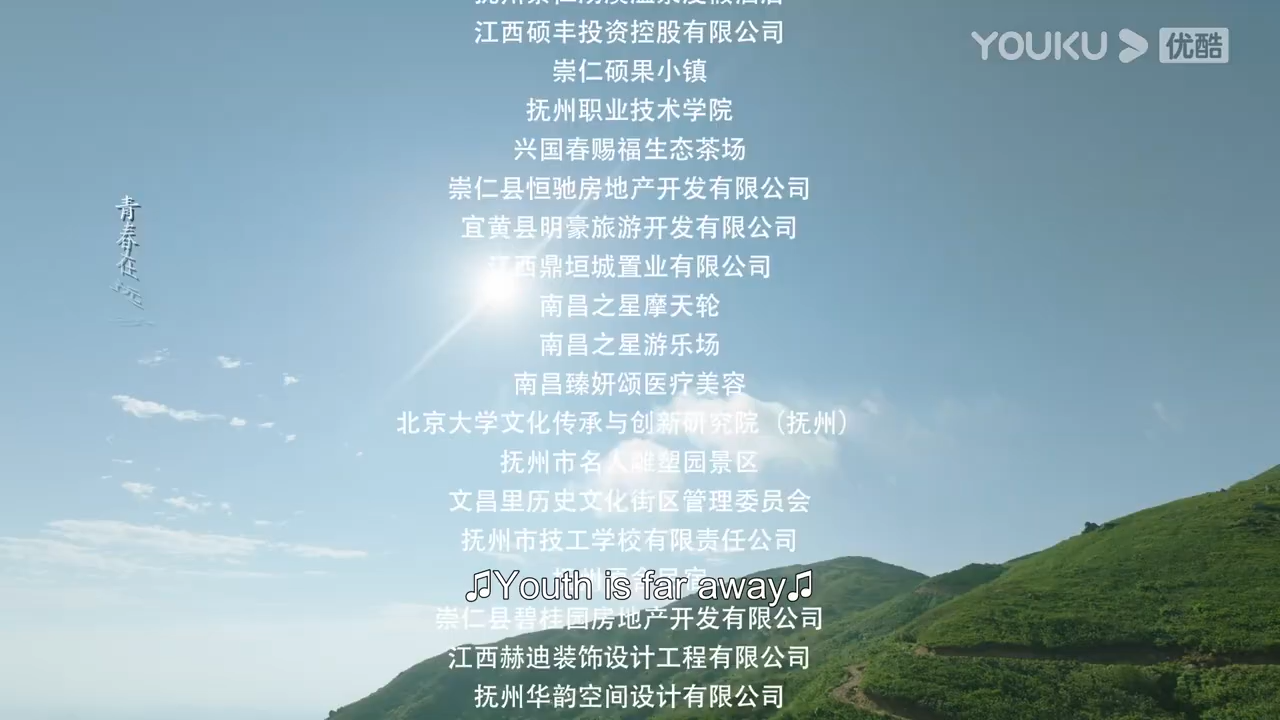 江西硕丰投资控股有限公司
YOUKU 优酷
崇仁硕果小镇
抚州职业技术学院
兴国春赐福生态茶场
崇仁县恒驰房地产开发有限公司
青春在远
宜黄县明豪旅游开发有限公司
江西鼎垣城置业有限公司
南昌之星摩天轮
南昌之星游乐场
南昌臻妍颂医疗美容
北京大学文化传承与创新研究院（抚州）
抚州市名人雕塑园景区
文昌里历史文化街区管理委员会
抚州市技工学校有限责任公司
♫Youth is far away♫
崇仁县碧桂园房地产开发有限公司
江西赫迪装饰设计工程有限公司
抚州华韵空间设计有限公司